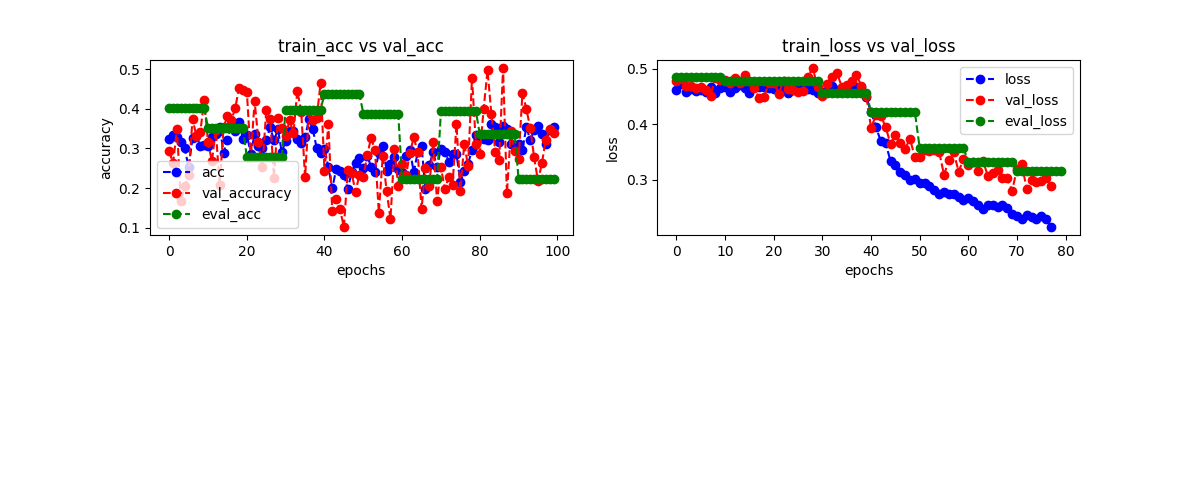 train_acc vs val_acc
accuracy
0.5
0.4
0.3
0.2
0.1
acc
val_accuracy
eval_acc
0 20 40 60 80 100
epochs
train_loss vs val_loss
loss
0.5
0.4
0.3
loss
val_loss
eval_loss
0 10 20 30 40 50 60 70 80
epochs